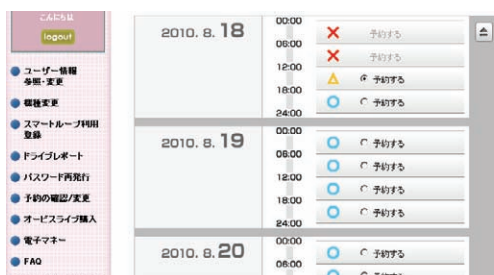 こんにちは
logout
ユーザー情報
参照・変更
機種変更
スマートループ利用
登録
ドライブレポート
パスワード再発行
予約の確認/変更
オービスライブ購入
電子マネー
FAQ
2010. 8. 18
00:00
予約する
06:00
予約する
12:00
予約する
18:00
予約する
24:00
2010. 8. 19
00:00
予約する
06:00
予約する
12:00
予約する
18:00
予約する
24:00
2010. 8. 20
00:00
予約する
06:00
予約する